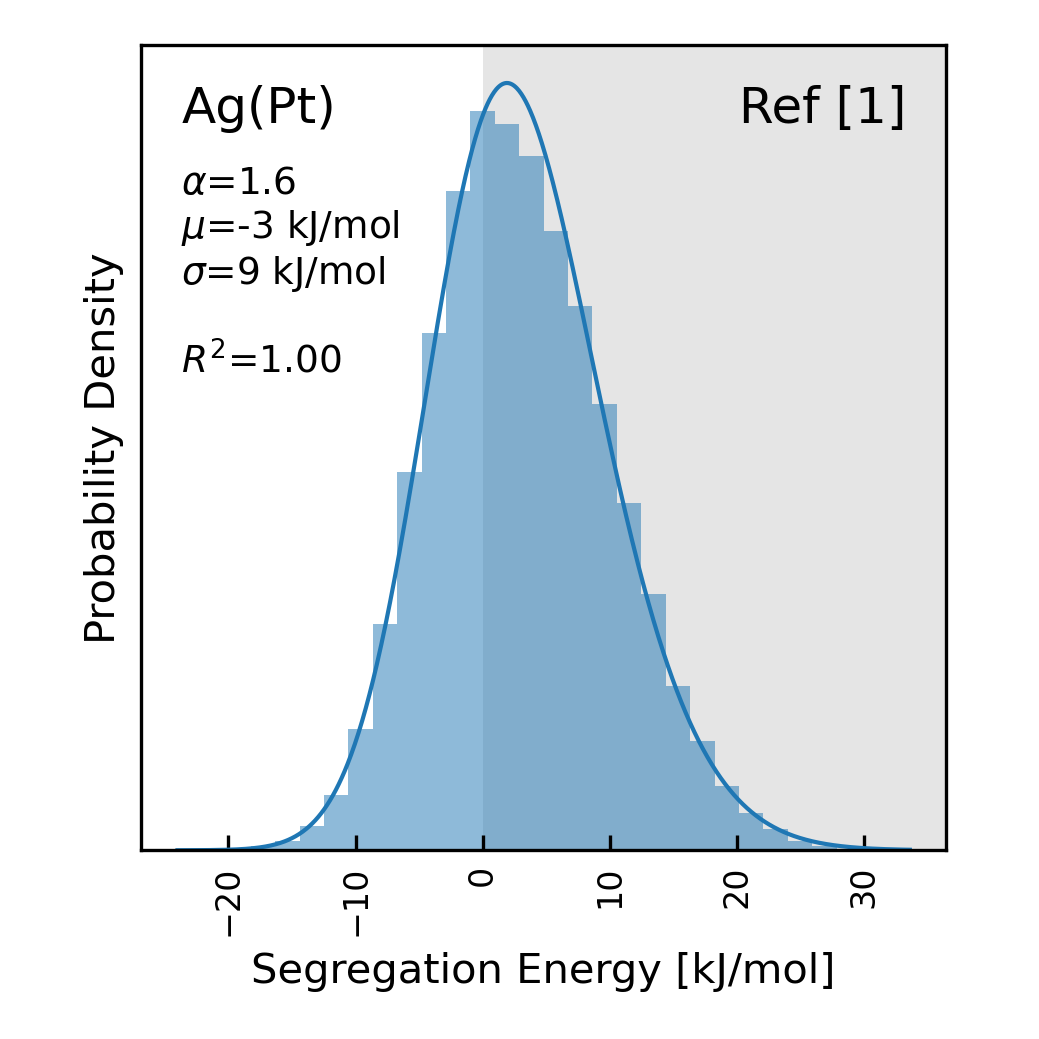 Ag(Pt)
Ref [1]
α=1.6
μ=-3 kJ/mol
σ=9 kJ/mol
R²=1.00
Probability Density
−20
−10
0
10
20
30
Segregation Energy [kJ/mol]